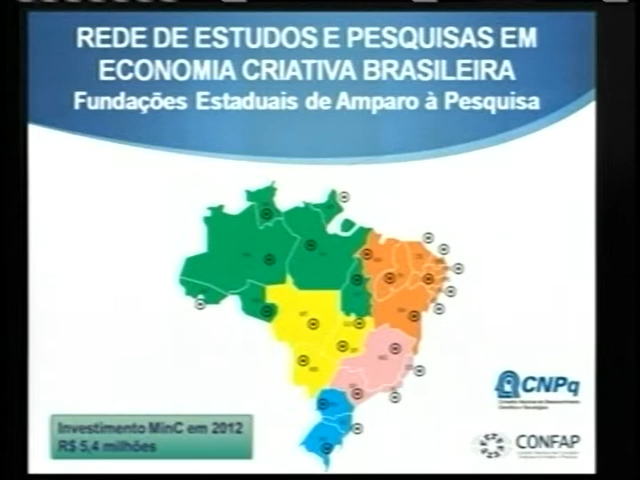 REDE DE ESTUDOS E PESQUISAS EM
ECONOMIA CRIATIVA BRASILEIRA
Fundações Estaduais de Amparo à Pesquisa
CNPq
Investimento MinC em 2012
R$ 5,4 milhões
CONFAP